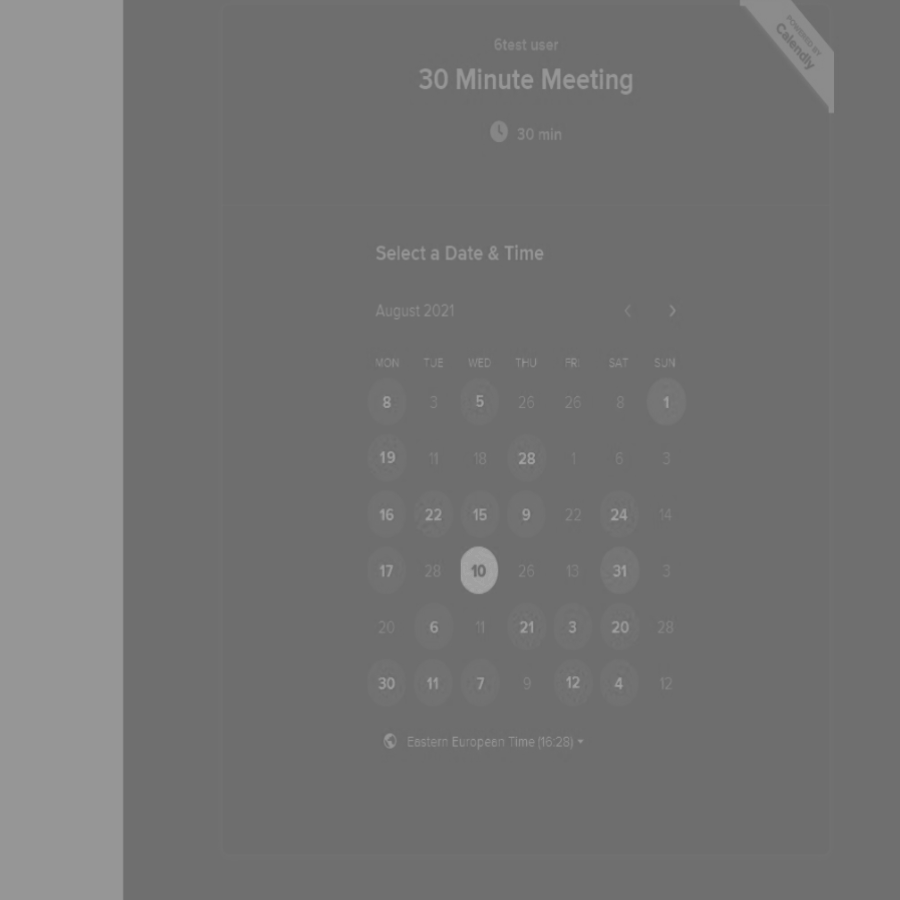 POWERED BY
Calendly
6test user
30 Minute Meeting
30 min
Select a Date & Time
August 2021
MON TUE WED THU FRI SAT SUN
8 3 5 26 26 8 1
19 11 18 28 1 6 3
16 22 15 9 22 24 14
17 28 10 26 13 31 3
20 6 11 21 3 20 28
30 11 7 9 12 4 12
Eastern European Time (16:28)